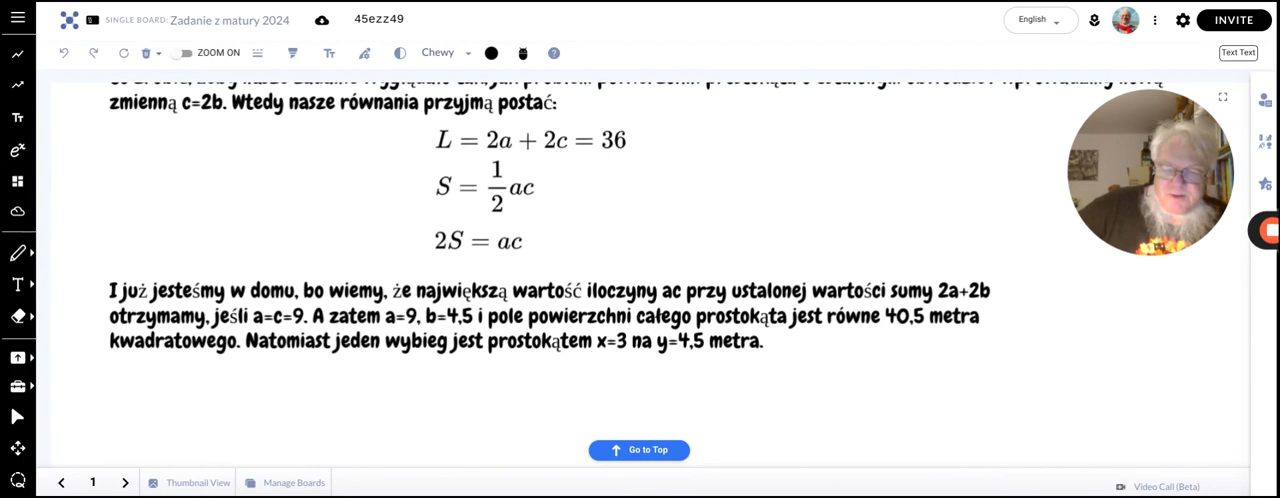 SINGLE BOARD: Zadanie z matury 2024
45ezz49
English
INVITE
ZOOM ON
Tт
Chewy
Text Text
zmienną c=2b. Wtedy nasze równania przyjmą postać:
L = 2a + 2c = 36
S = 1/2 ac
2S = ac
I już jesteśmy w domu, bo wiemy, że największą wartość iloczyny ac przy ustalonej wartości sumy 2a+2b
otrzymamy, jeśli a=c=9. A zatem a=9, b=4,5 i pole powierzchni całego prostokąta jest równe 40,5 metra
kwadratowego. Natomiast jeden wybieg jest prostokątem x=3 na y=4,5 metra.
Go to Top
1
Thumbnail View
Manage Boards
Video Call (Beta)